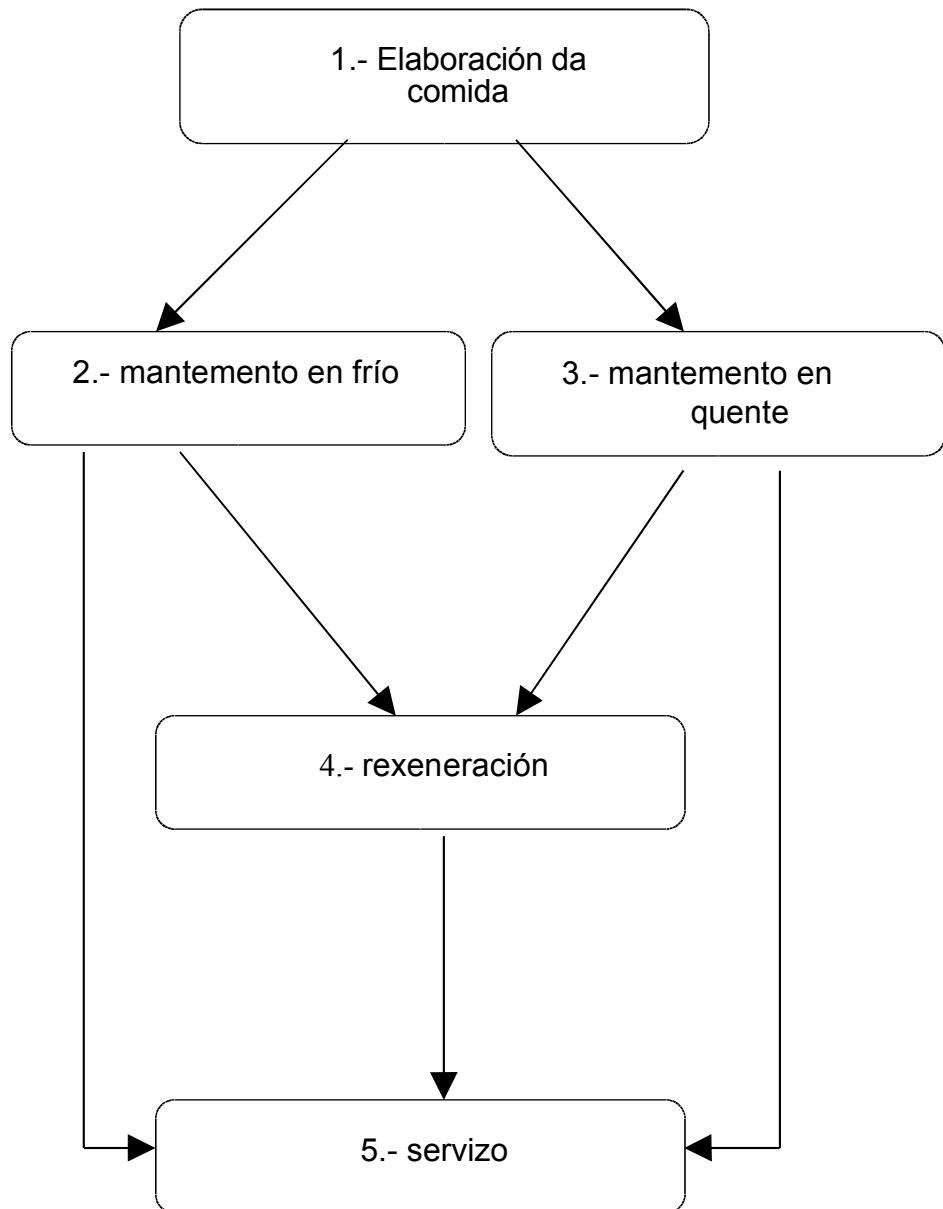 1.- Elaboración da
comida
2.- mantemento en frío
3.- mantemento en
quente
4.- rexeneración
5.- servizo